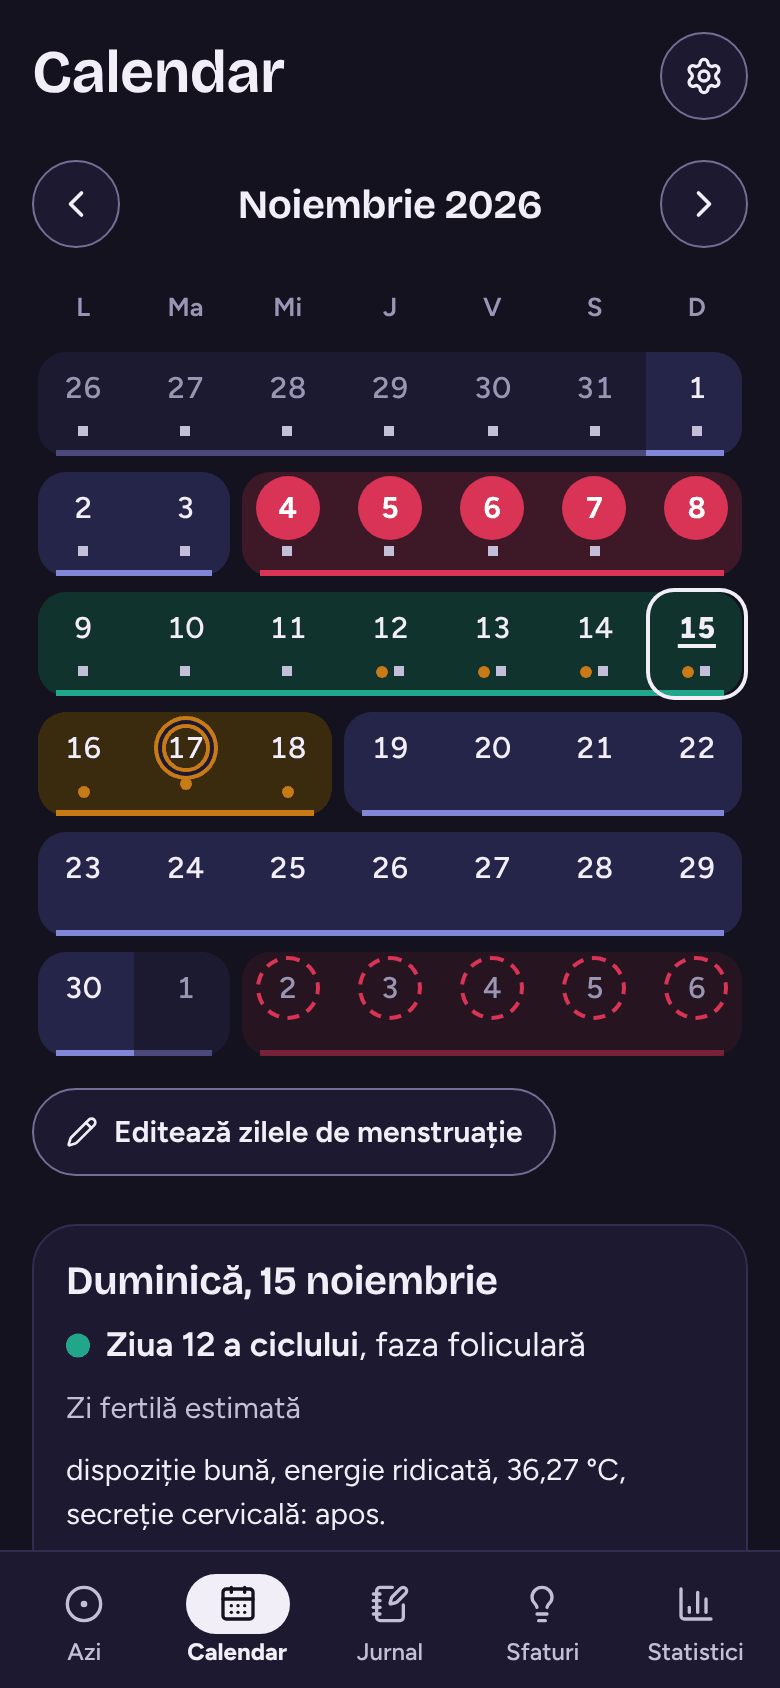 Calendar
Noiembrie 2026
L Ma Mi J V S D
26 27 28 29 30 31 1
2 3 4 5 6 7 8
9 10 11 12 13 14 15
16 17 18 19 20 21 22
23 24 25 26 27 28 29
30 1 2 3 4 5 6
Editează zilele de menstruație
Duminică, 15 noiembrie
Ziua 12 a ciclului, faza foliculară
Zi fertilă estimată
dispoziție bună, energie ridicată, 36,27 °C,
secreție cervicală: apos.
Azi Calendar Jurnal Sfaturi Statistici